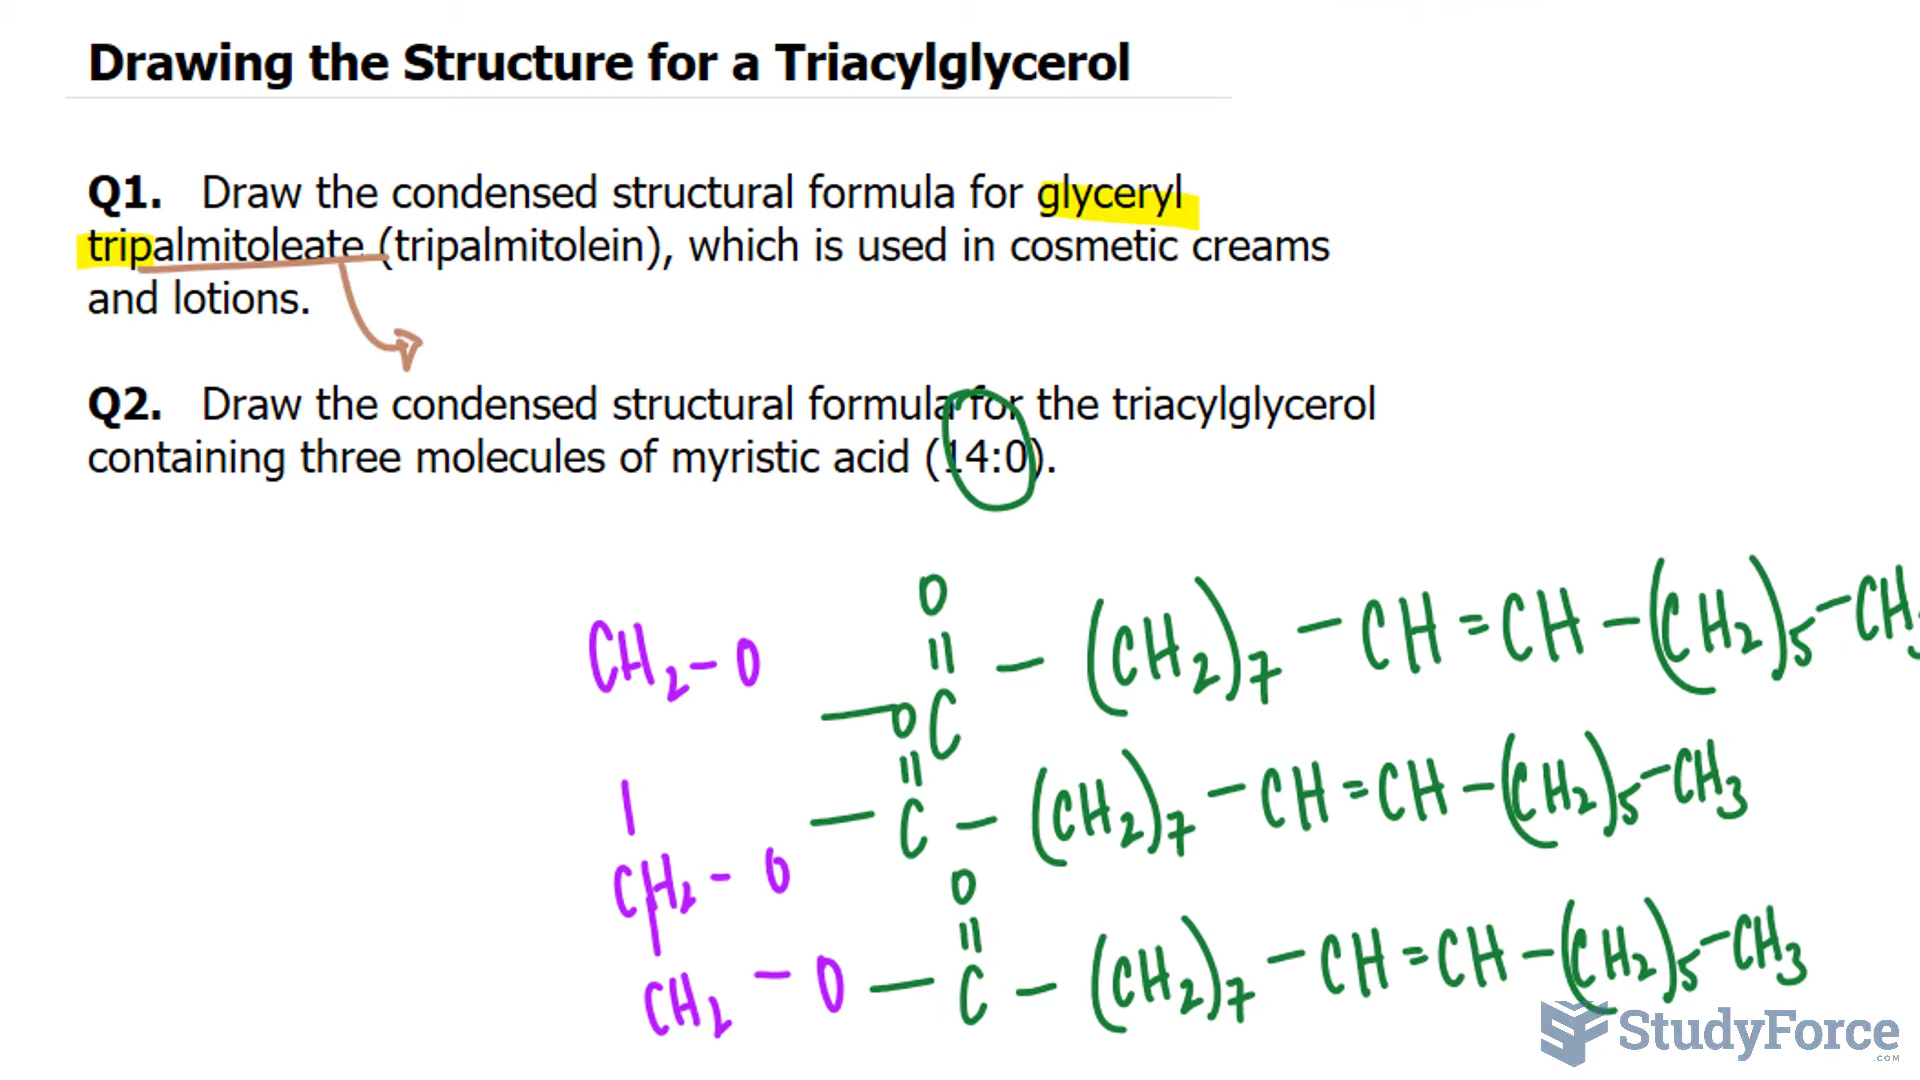 Drawing the Structure for a Triacylglycerol
Q1. Draw the condensed structural formula for glyceryl
tripalmitoleate (tripalmitolein), which is used in cosmetic creams
and lotions.
Q2. Draw the condensed structural formula for the triacylglycerol
containing three molecules of myristic acid (14:0).
O
||
CH2-O
— C — (CH2)7 — CH=CH — (CH2)5 — CH3
O
||
|
CH2 - O — C — (CH2)7 — CH=CH — (CH2)5 — CH3
|
O
||
CH2 — O — C — (CH2)7 — CH=CH — (CH2)5 — CH3
StudyForce
.COM